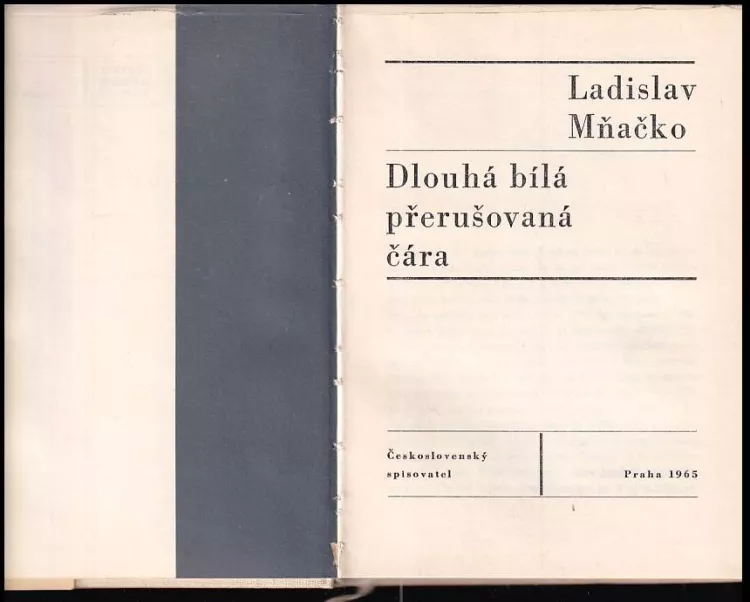 Ladislav
Mňačko
Dlouhá bílá
přerušovaná
čára
Československý
spisovatel
Praha 1965